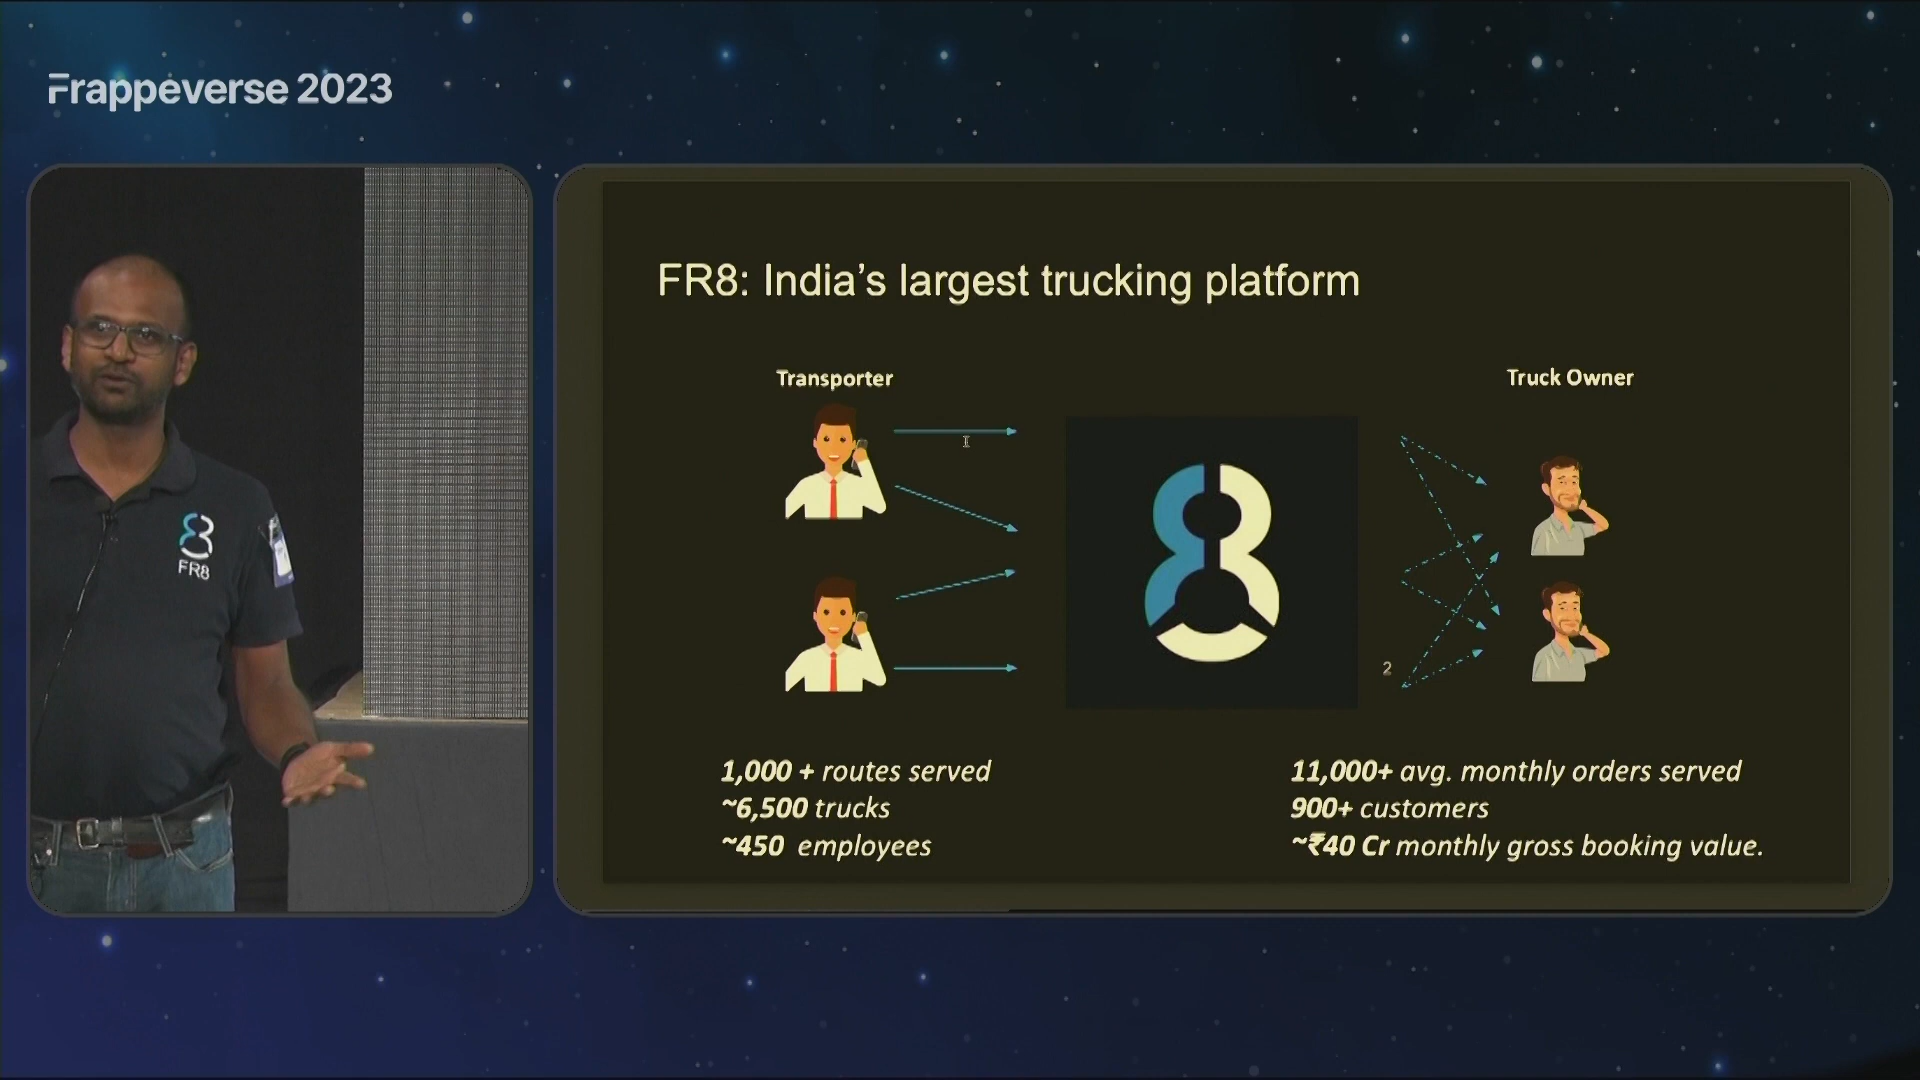 Frappeverse 2023
FR8
FR8: India's largest trucking platform
Transporter
Truck Owner
2
1,000 + routes served
~6,500 trucks
~450 employees
11,000+ avg. monthly orders served
900+ customers
~₹40 Cr monthly gross booking value.